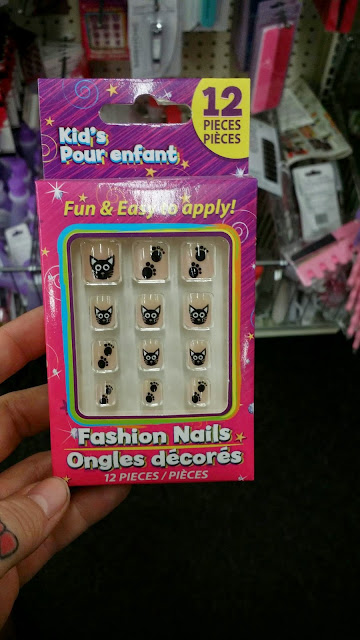 12
PIECES
PIÈCES
Kid's
Pour enfant
Fun & Easy to apply!
Fashion Nails
Ongles décorés
12 PIECES / PIÈCES